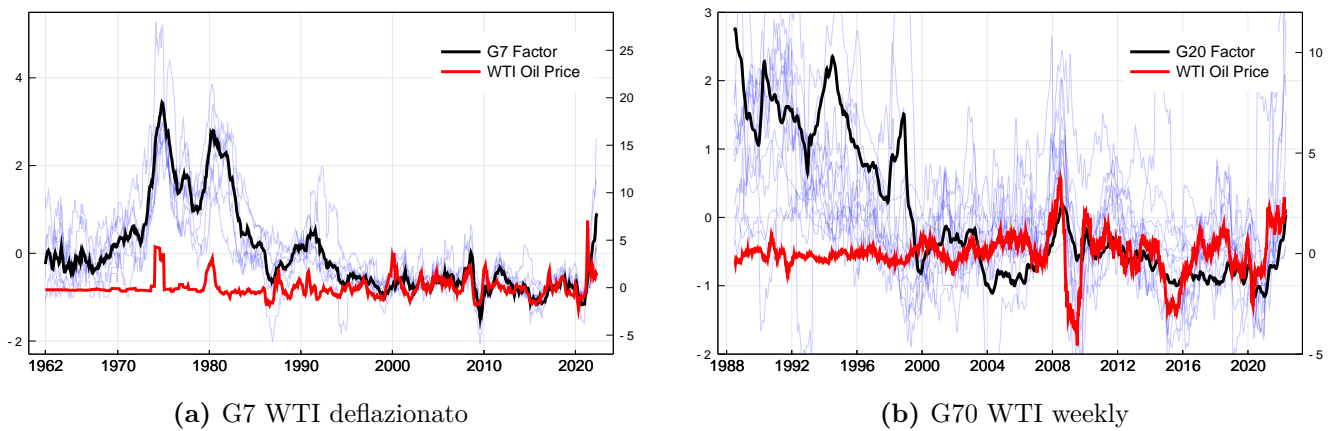 G7 Factor
WTI Oil Price
4
2
0
- 2
25
20
15
10
5
0
- 5
1962 1970 1980 1990 2000 2010 2020
(a) G7 WTI deflazionato
G20 Factor
WTI Oil Price
3
2
1
0
- 1
- 2
10
5
0
- 5
1988 1992 1996 2000 2004 2008 2012 2016 2020
(b) G70 WTI weekly